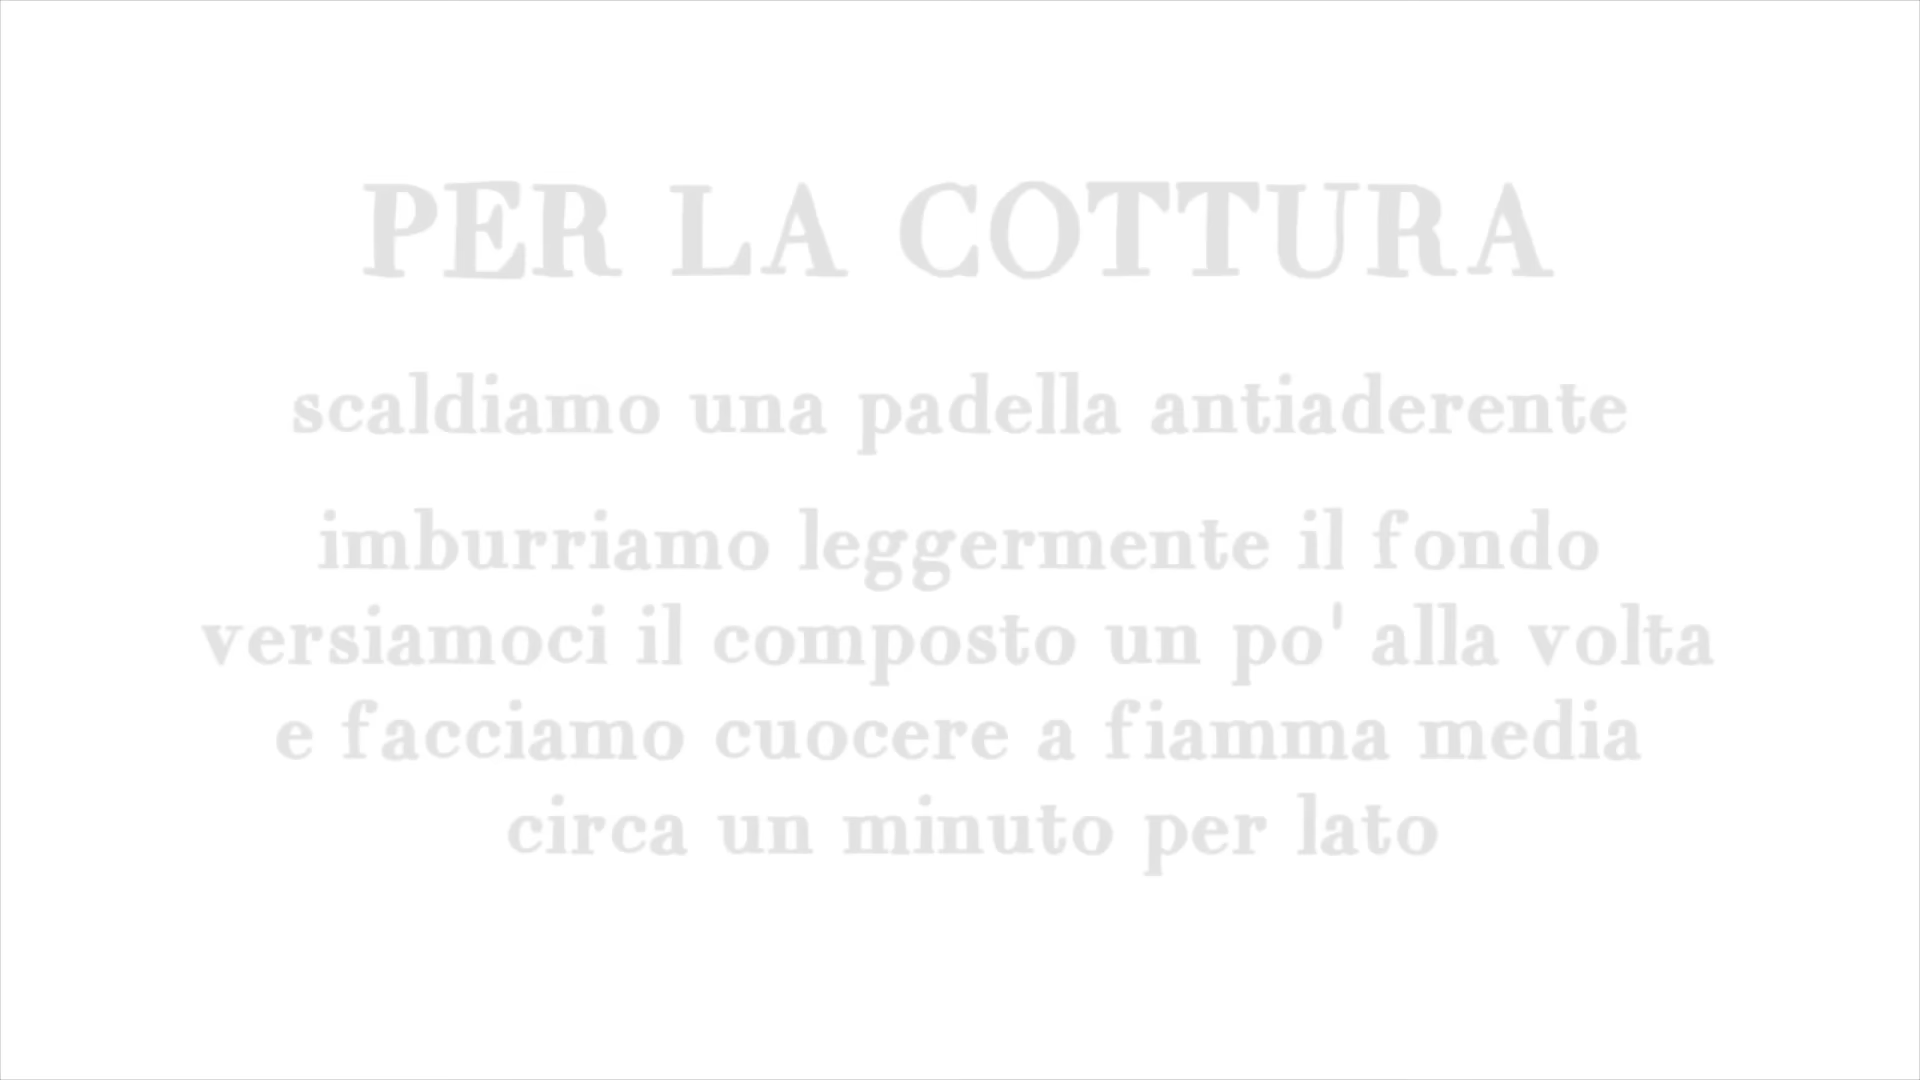 PER LA COTTURA
scaldiamo una padella antiaderente
imburriamo leggermente il fondo
versiamoci il composto un po' alla volta
e facciamo cuocere a fiamma media
circa un minuto per lato